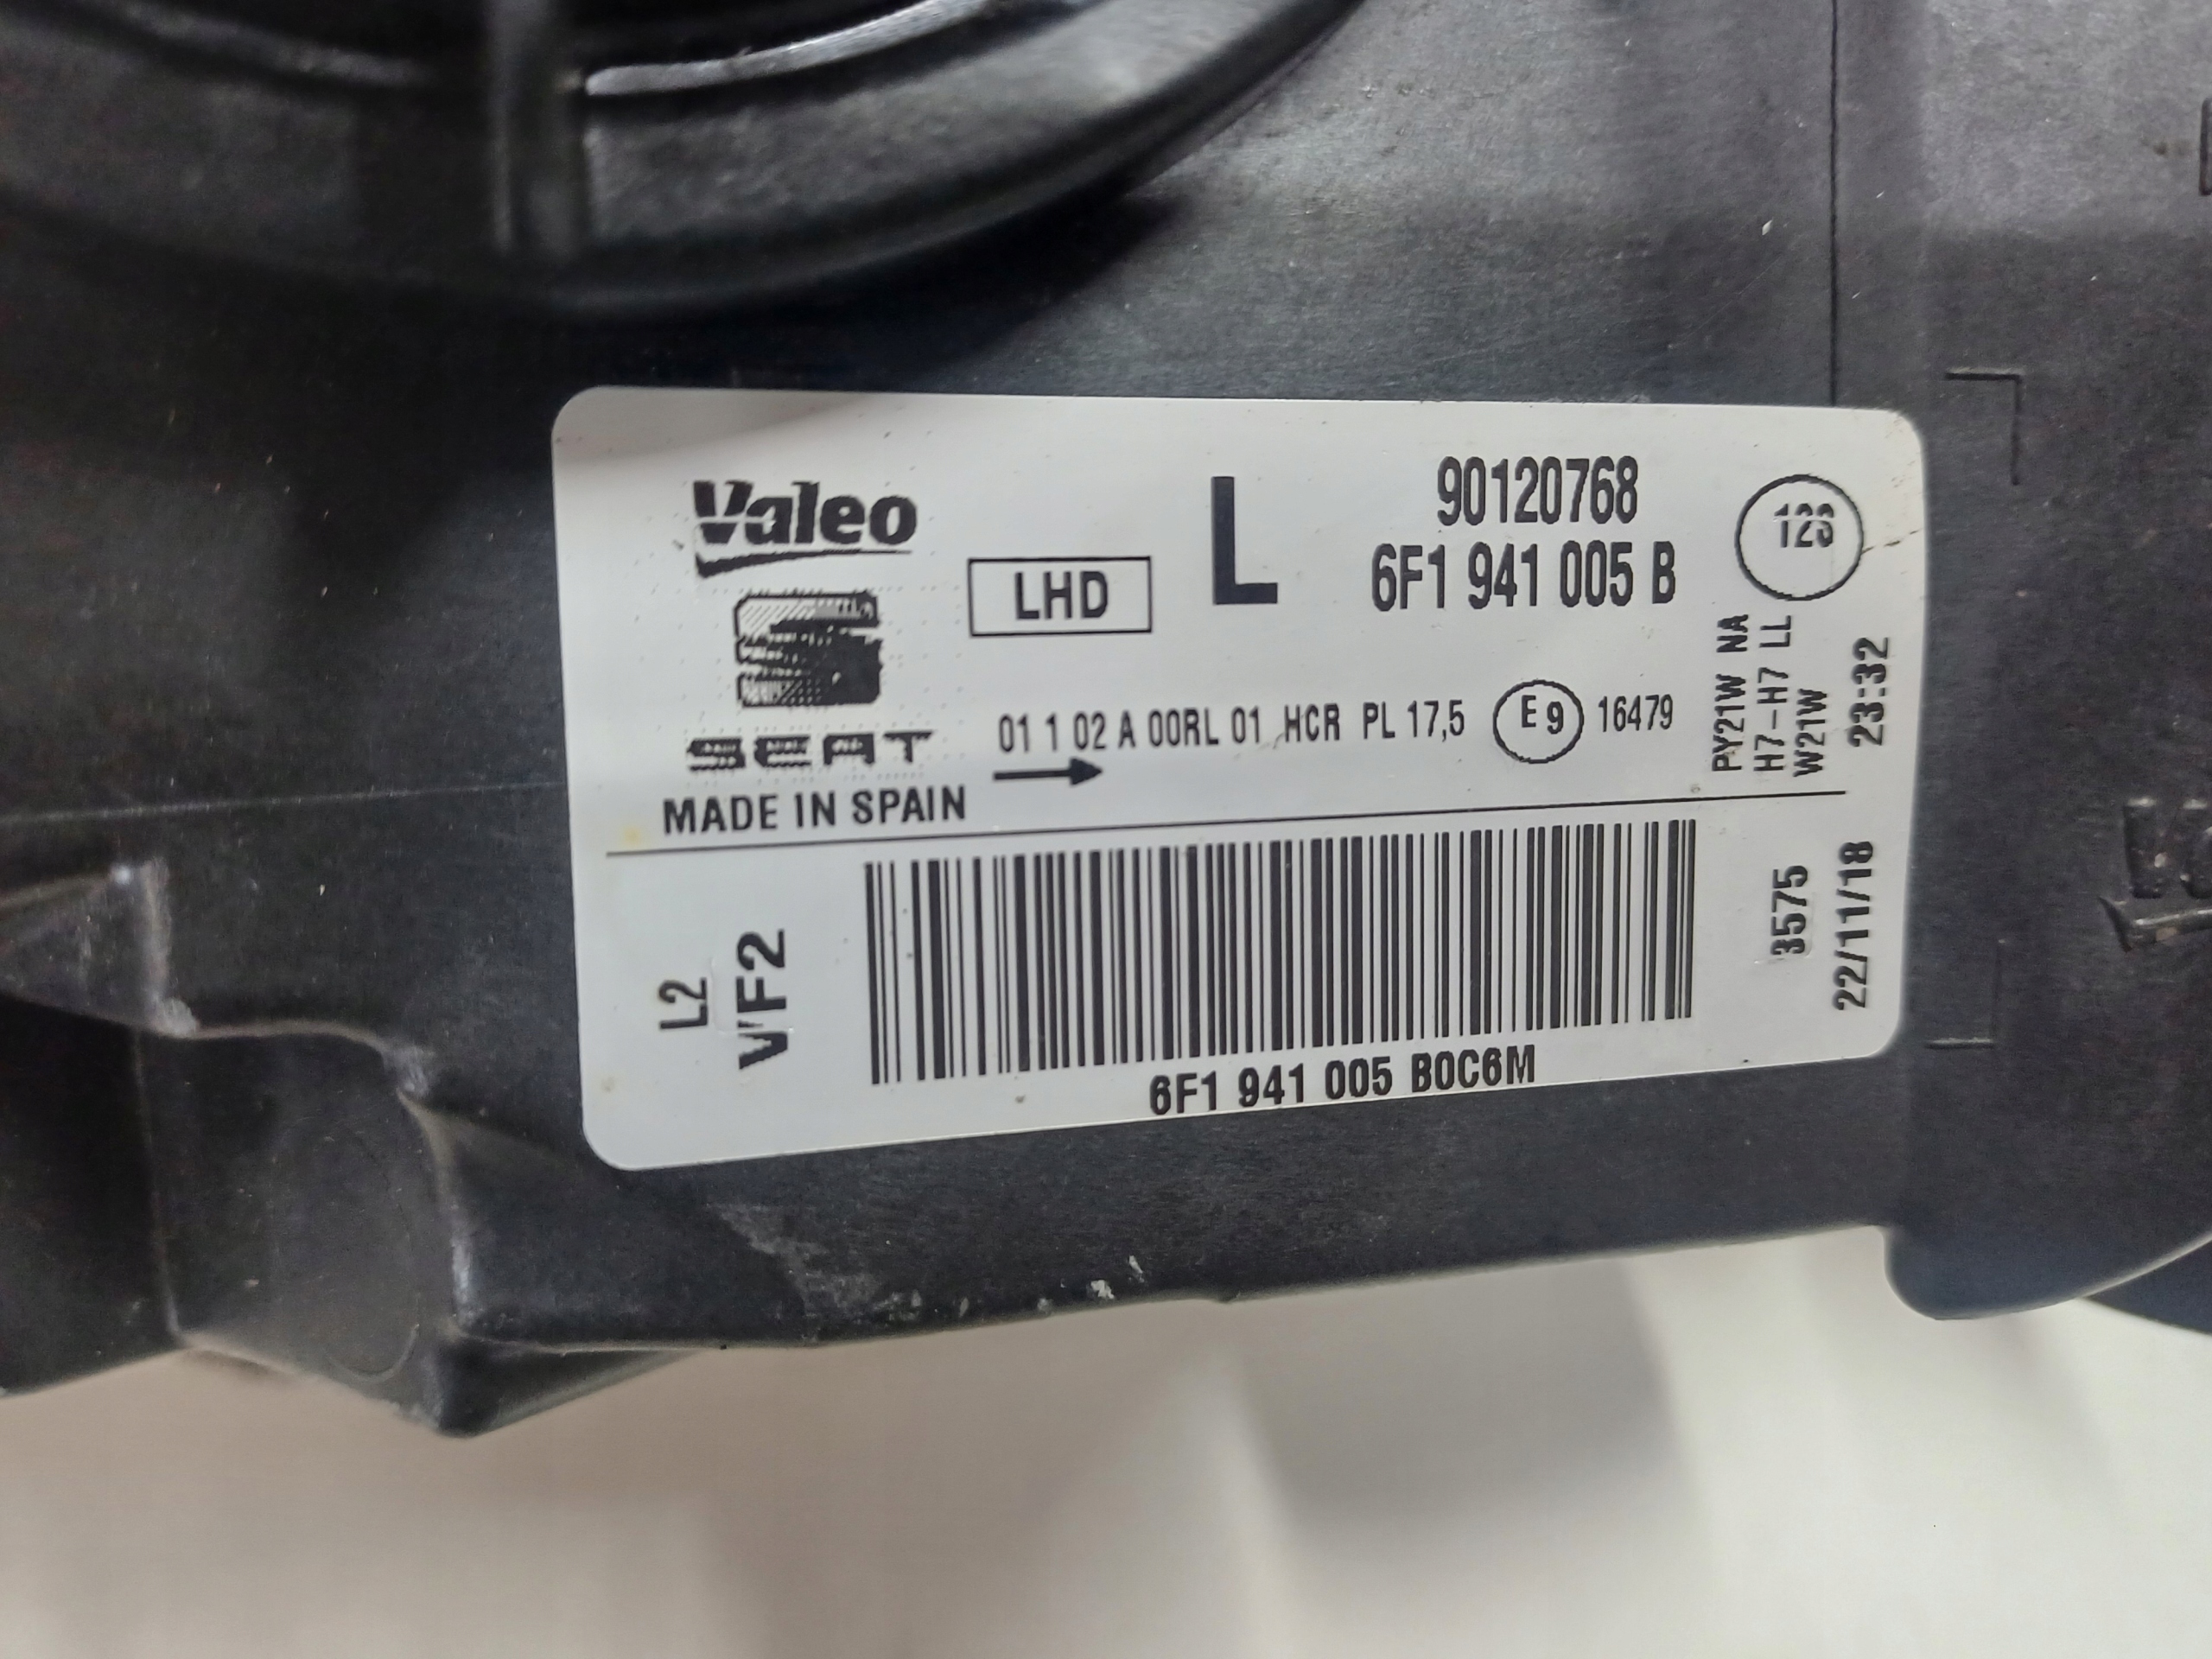 Valeo
SEAT
MADE IN SPAIN
LHD
L
90120768
6F1 941 005 B
01 1 02 A 00RL 01 HCR PL 17,5
E9
16479
PY21W NA
H7-H7 LL
W21W
23:32
L2
VF2
6F1 941 005 B0C6M
3575
22/11/18